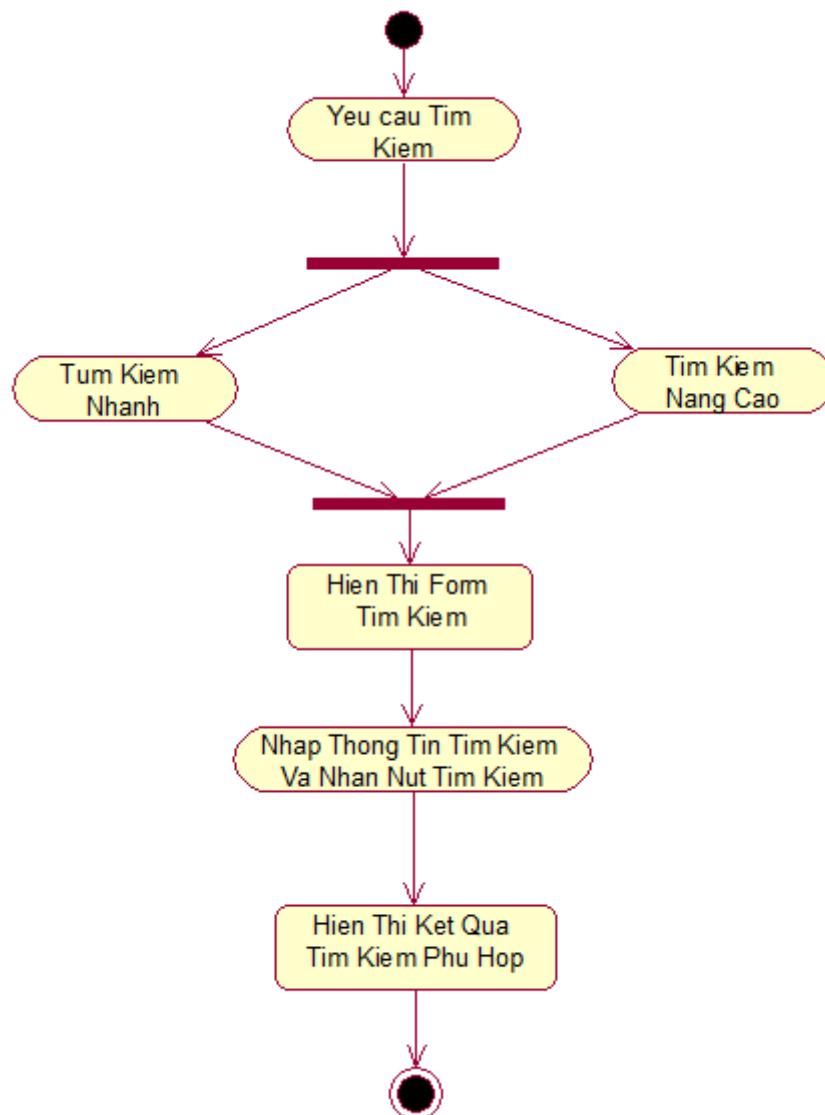 Yeu cau Tim
Kiem
Tum Kiem
Nhanh
Tim Kiem
Nang Cao
Hien Thi Form
Tim Kiem
Nhap Thong Tin Tim Kiem
Va Nhan Nut Tim Kiem
Hien Thi Ket Qua
Tim Kiem Phu Hop